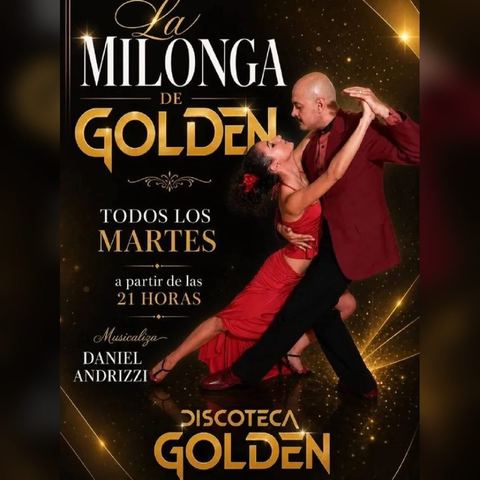 La
MILONGA
DE
GOLDEN
TODOS LOS
MARTES
a partir de las
21 HORAS
Musicaliza
DANIEL
ANDRIZZI
DISCOTECA
GOLDEN